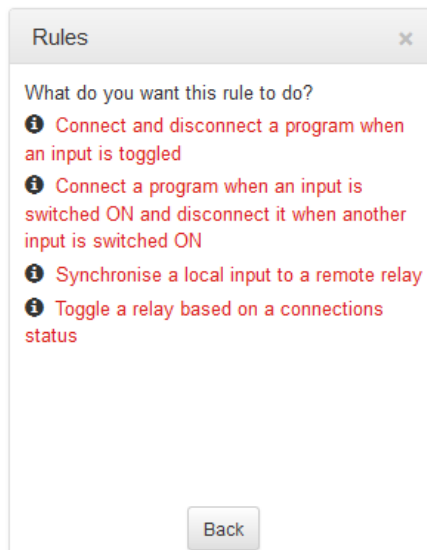 Rules ×
What do you want this rule to do?
Connect and disconnect a program when
an input is toggled
Connect a program when an input is
switched ON and disconnect it when another
input is switched ON
Synchronise a local input to a remote relay
Toggle a relay based on a connections
status
Back